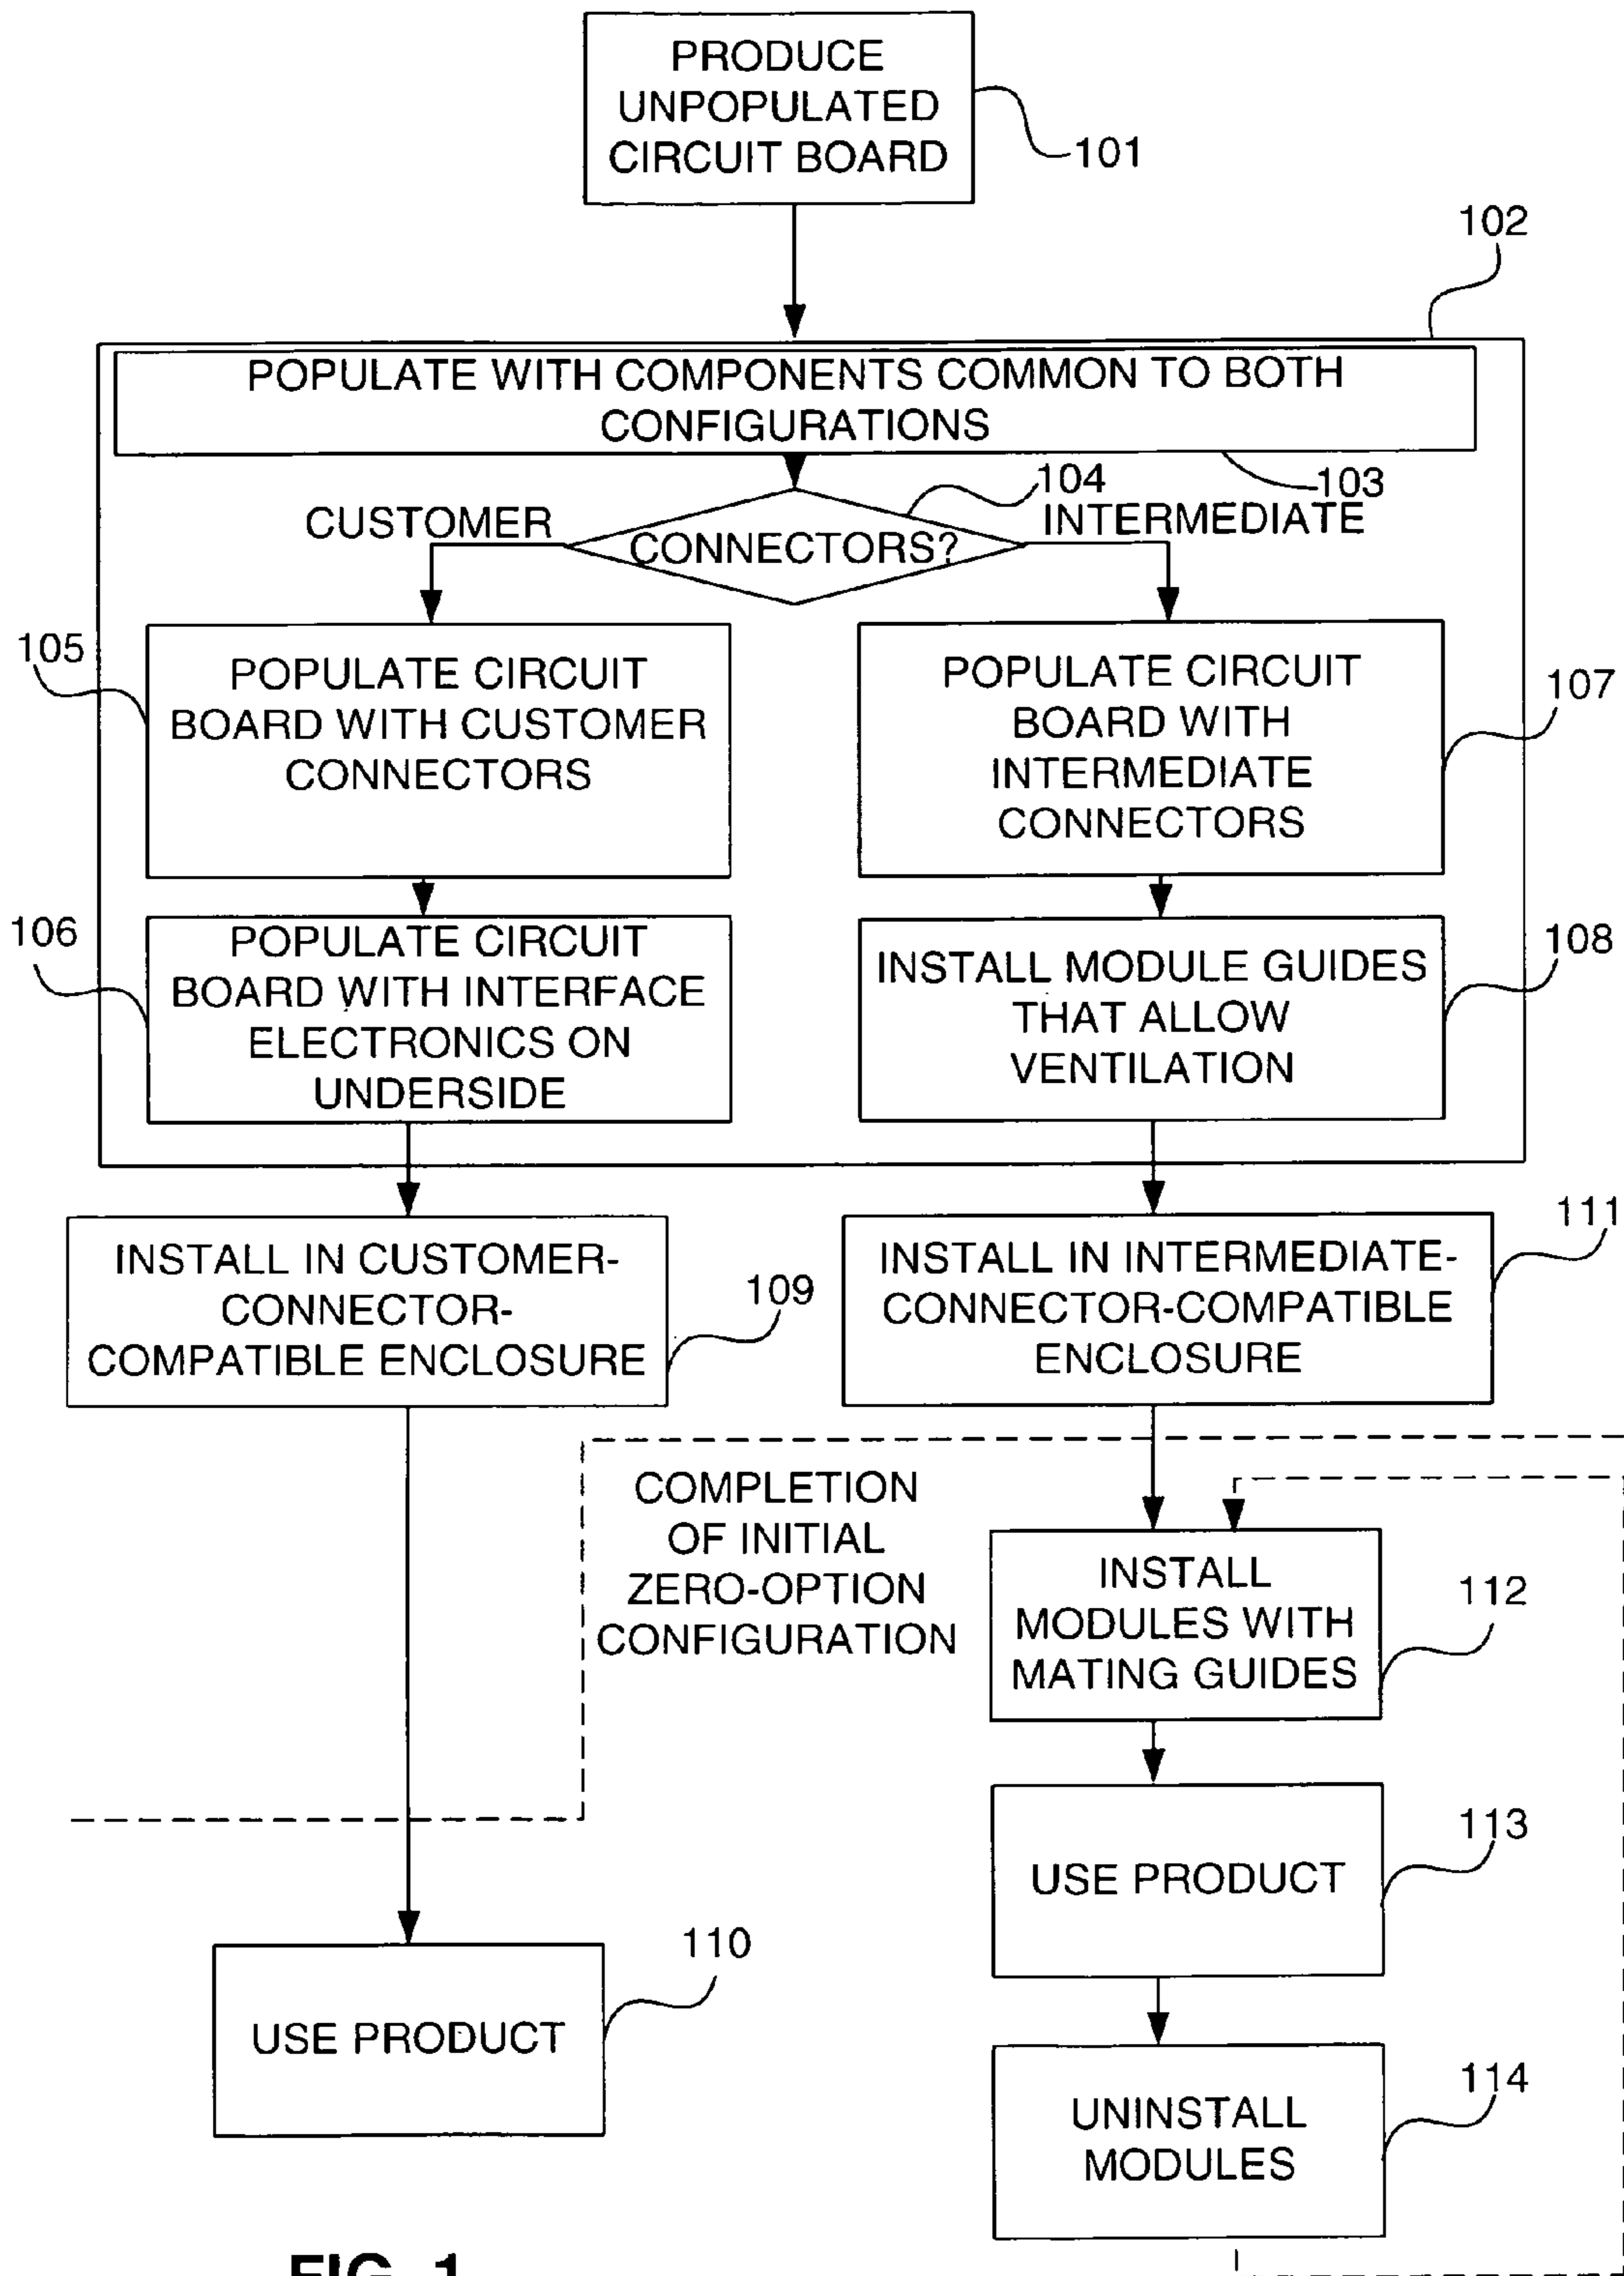 PRODUCE
UNPOPULATED
CIRCUIT BOARD
101
102
POPULATE WITH COMPONENTS COMMON TO BOTH
CONFIGURATIONS
103
104
CUSTOMER
CONNECTORS?
INTERMEDIATE
105
POPULATE CIRCUIT
BOARD WITH CUSTOMER
CONNECTORS
POPULATE CIRCUIT
BOARD WITH
INTERMEDIATE
CONNECTORS
107
106
POPULATE CIRCUIT
BOARD WITH INTERFACE
ELECTRONICS ON
UNDERSIDE
INSTALL MODULE GUIDES
THAT ALLOW
VENTILATION
108
INSTALL IN CUSTOMER-
CONNECTOR-
COMPATIBLE ENCLOSURE
109
INSTALL IN INTERMEDIATE-
CONNECTOR-COMPATIBLE
ENCLOSURE
111
COMPLETION
OF INITIAL
ZERO-OPTION
CONFIGURATION
INSTALL
MODULES WITH
MATING GUIDES
112
USE PRODUCT
113
USE PRODUCT
110
UNINSTALL
MODULES
114
FIG. 1